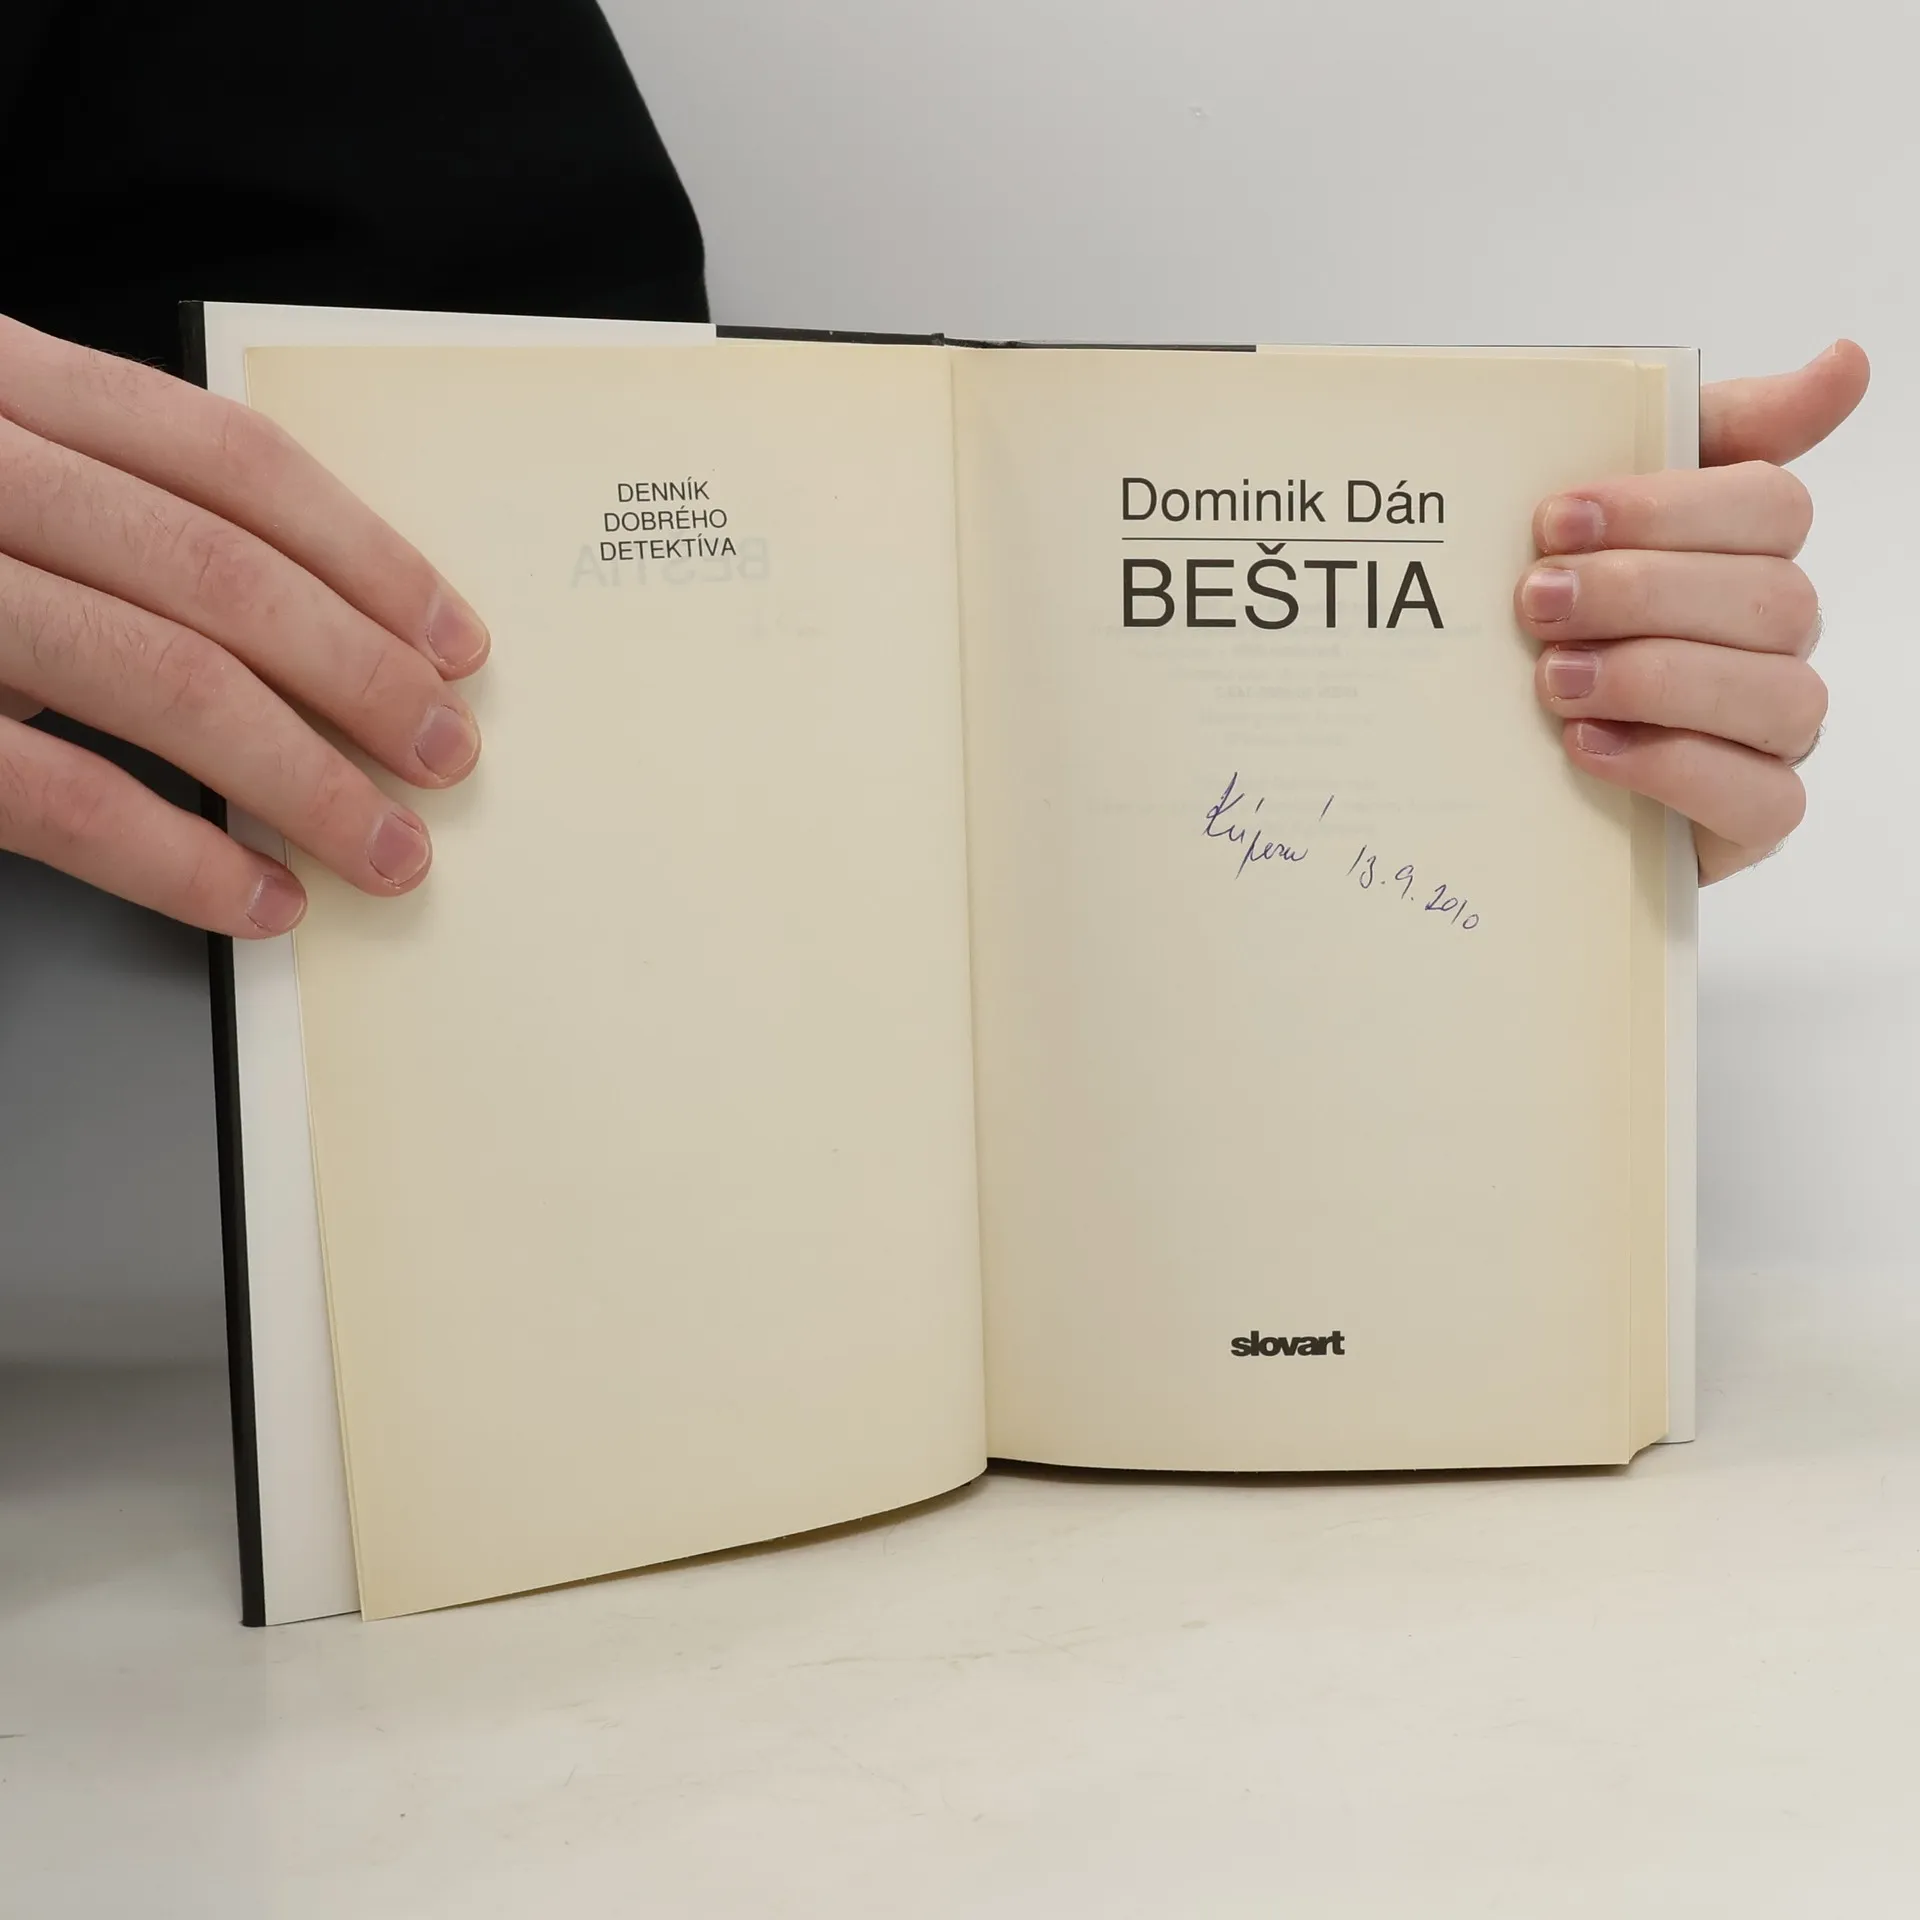 DENNÍK
DOBRÉHO
DETEKTÍVA
Dominik Dán
BEŠTIA
13.9.2010
slovart